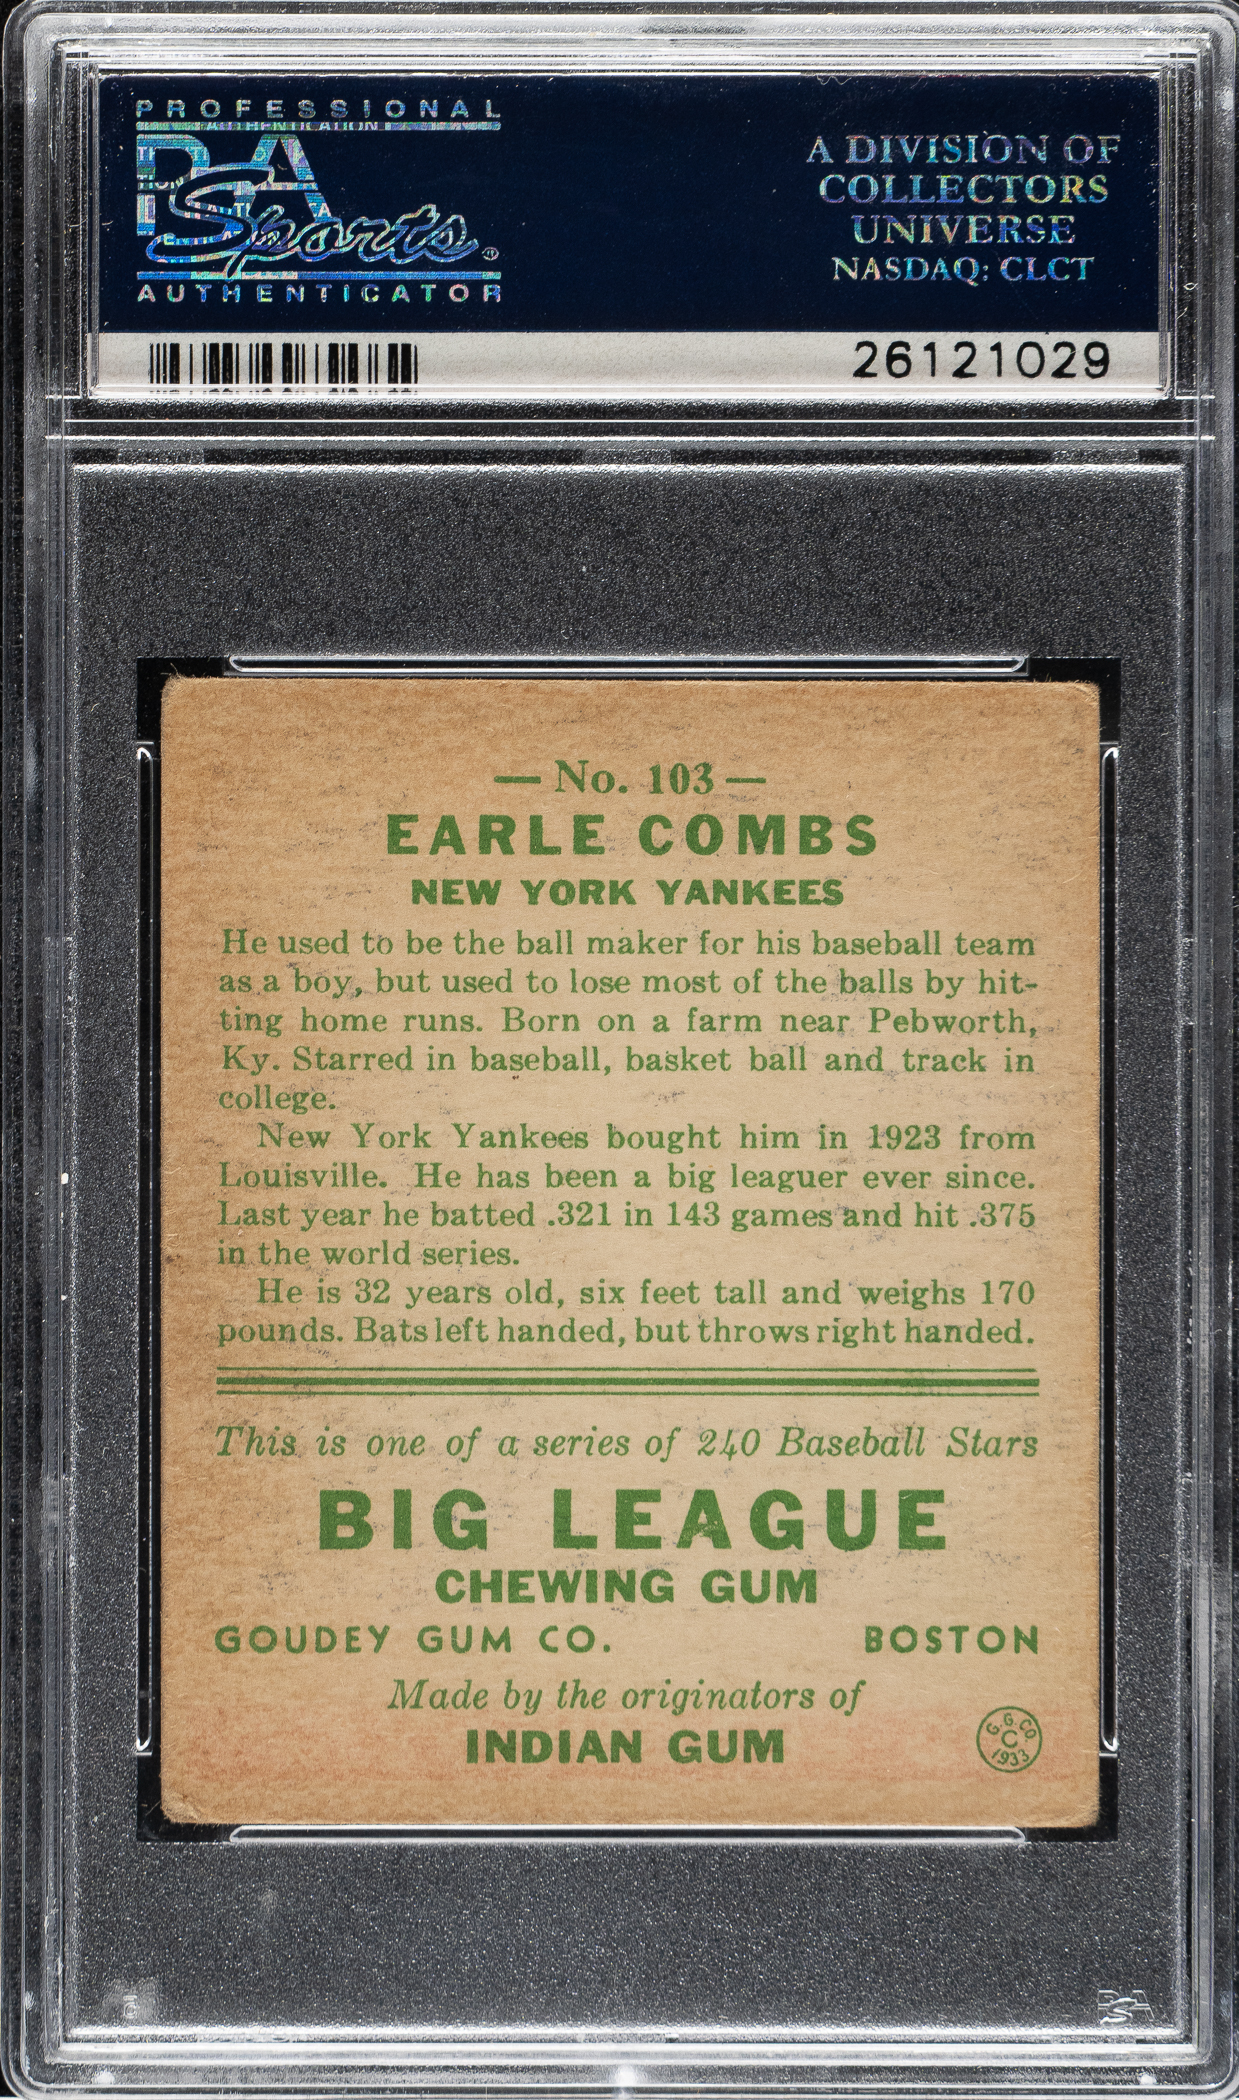 PROFESSIONAL
PSA
Sports
AUTHENTICATOR
A DIVISION OF
COLLECTORS
UNIVERSE
NASDAQ: CLCT
26121029
— No. 103 —
EARLE COMBS
NEW YORK YANKEES
He used to be the ball maker for his baseball team
as a boy, but used to lose most of the balls by hit-
ting home runs. Born on a farm near Pebworth,
Ky. Starred in baseball, basket ball and track in
college.
New York Yankees bought him in 1923 from
Louisville. He has been a big leaguer ever since.
Last year he batted .321 in 143 games and hit .375
in the world series.
He is 32 years old, six feet tall and weighs 170
pounds. Bats left handed, but throws right handed.
This is one of a series of 240 Baseball Stars
BIG LEAGUE
CHEWING GUM
GOUDEY GUM CO. BOSTON
Made by the originators of
INDIAN GUM
G. G. CO.
C
1933
PSA